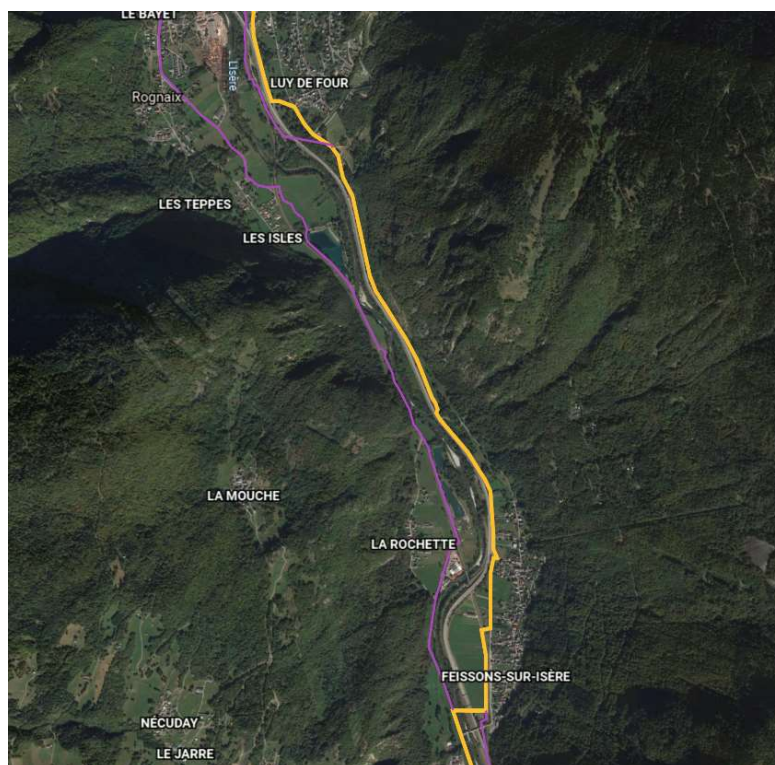 LE BAYET
L'Isère
LUY DE FOUR
Rognaix
LES TEPPES
LES ISLES
LA MOUCHE
LA ROCHETTE
FEISSONS-SUR-ISÈRE
NÉCUDAY
LE JARRE